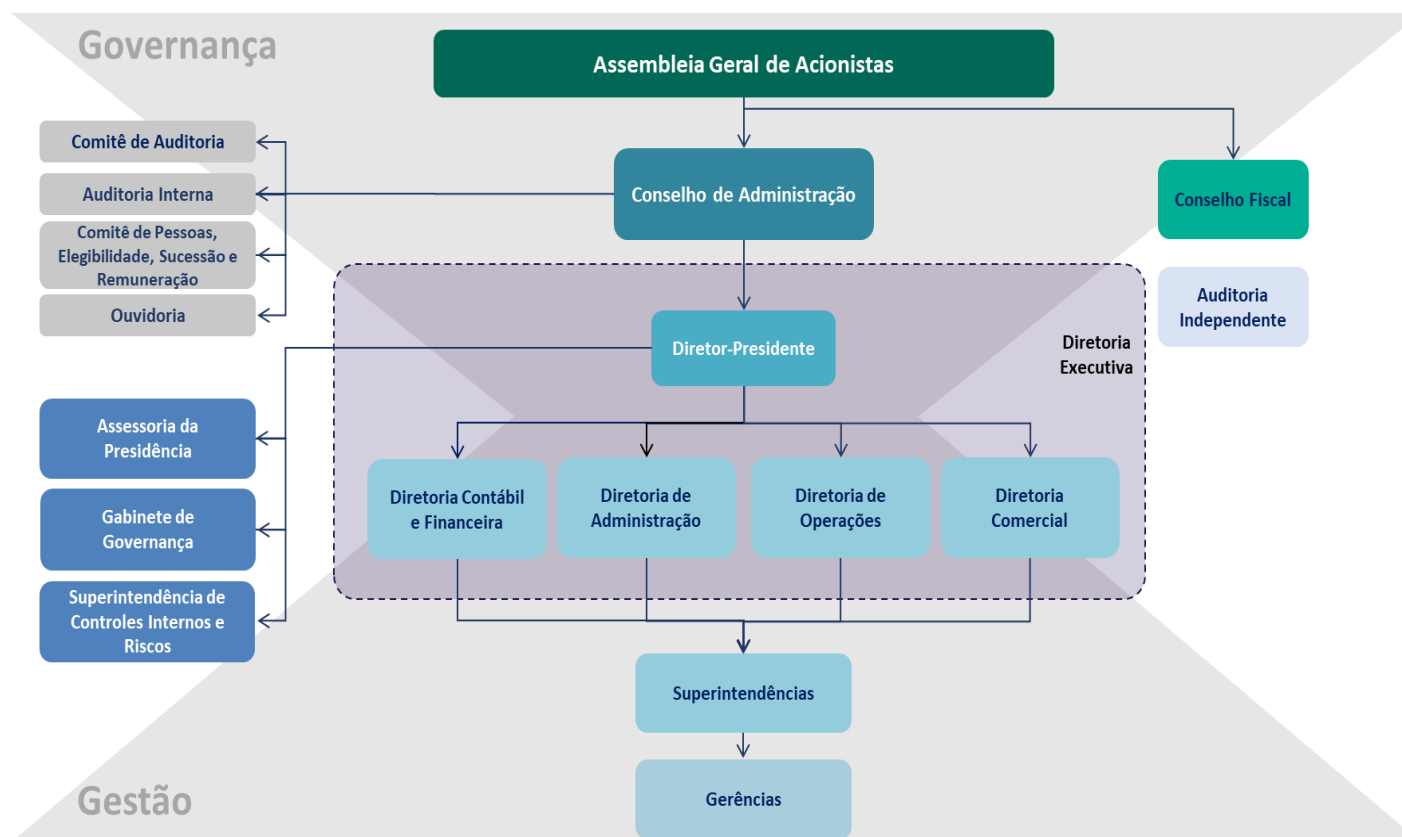 Governança
Assembleia Geral de Acionistas
Comitê de Auditoria
Auditoria Interna
Comitê de Pessoas,
Elegibilidade, Sucessão e
Remuneração
Ouvidoria
Conselho de Administração
Conselho Fiscal
Auditoria
Independente
Diretor-Presidente
Diretoria
Executiva
Assessoria da
Presidência
Gabinete de
Governança
Superintendência de
Controles Internos e
Riscos
Diretoria Contábil
e Financeira
Diretoria de
Administração
Diretoria de
Operações
Diretoria
Comercial
Superintendências
Gerências
Gestão